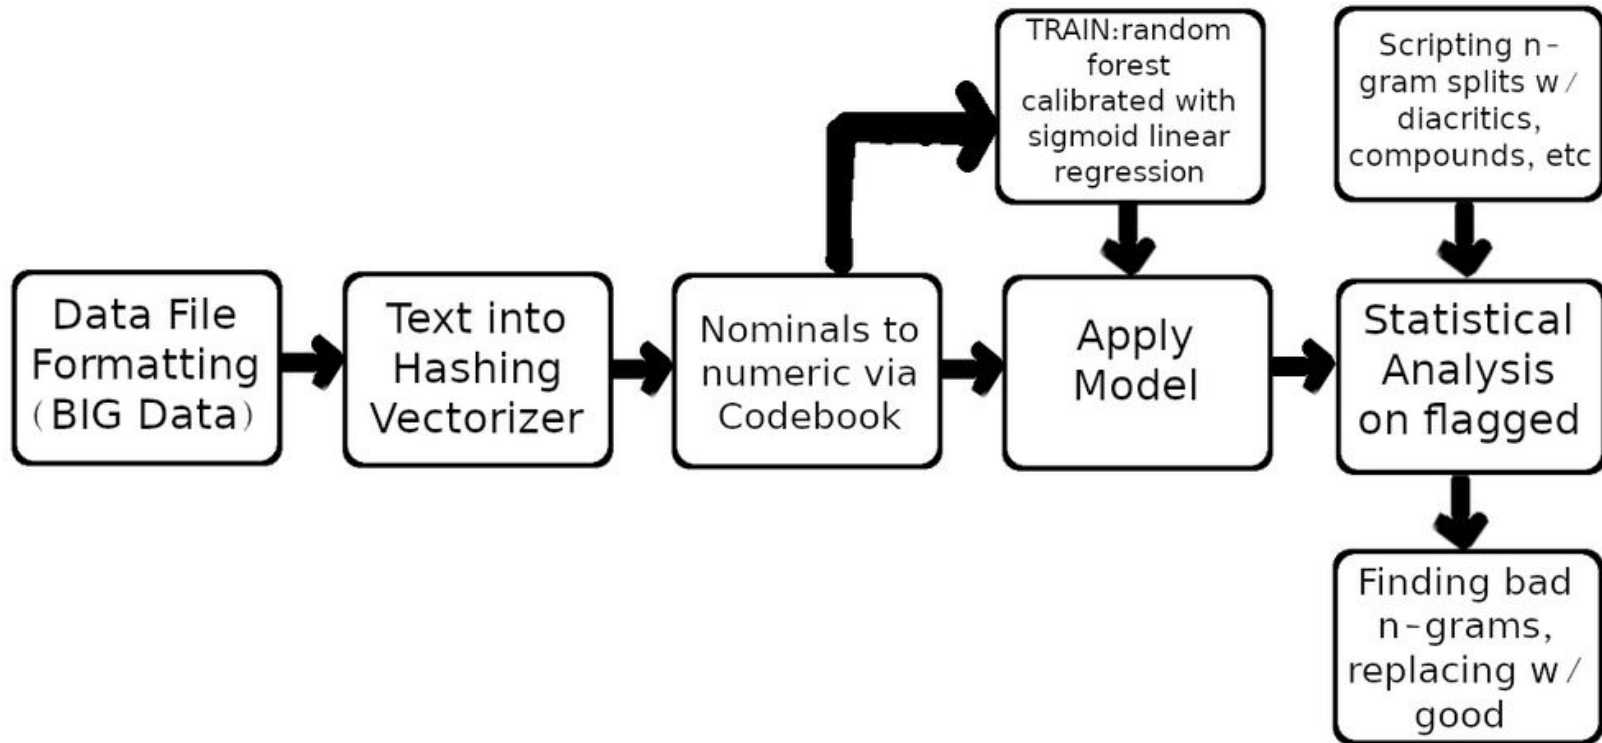 TRAIN:random
forest
calibrated with
sigmoid linear
regression
Scripting n-
gram splits w/
diacritics,
compounds, etc
Data File
Formatting
(BIG Data)
Text into
Hashing
Vectorizer
Nominals to
numeric via
Codebook
Apply
Model
Statistical
Analysis
on flagged
Finding bad
n-grams,
replacing w/
good